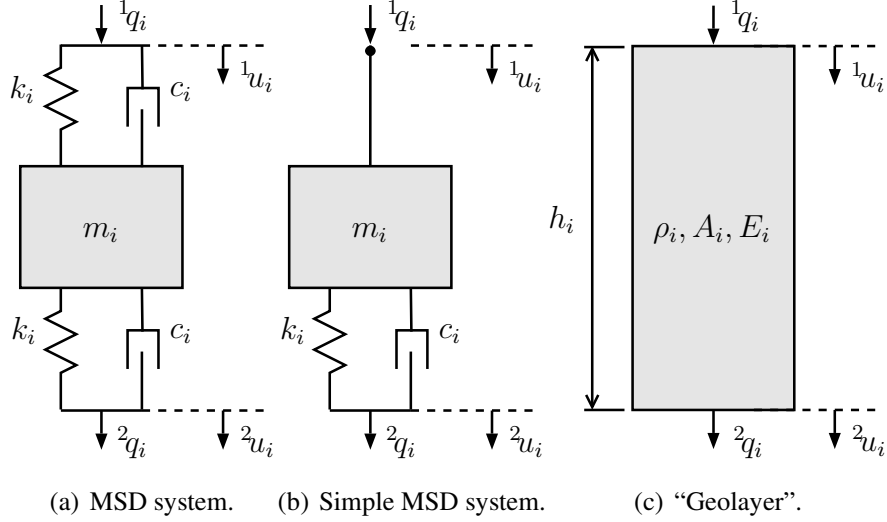 ¹qᵢ ¹qᵢ ¹qᵢ
¹uᵢ ¹uᵢ ¹uᵢ
kᵢ cᵢ
mᵢ mᵢ hᵢ ρᵢ, Aᵢ, Eᵢ
kᵢ cᵢ kᵢ cᵢ
²qᵢ ²uᵢ ²qᵢ ²uᵢ ²qᵢ ²uᵢ
(a) MSD system. (b) Simple MSD system. (c) “Geolayer”.